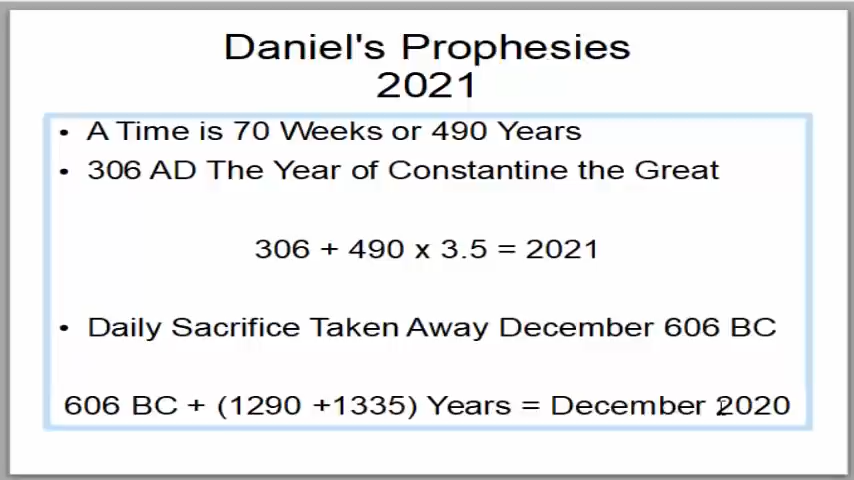 Daniel's Prophesies
2021
• A Time is 70 Weeks or 490 Years
• 306 AD The Year of Constantine the Great
306 + 490 x 3.5 = 2021
• Daily Sacrifice Taken Away December 606 BC
606 BC + (1290 +1335) Years = December 2020